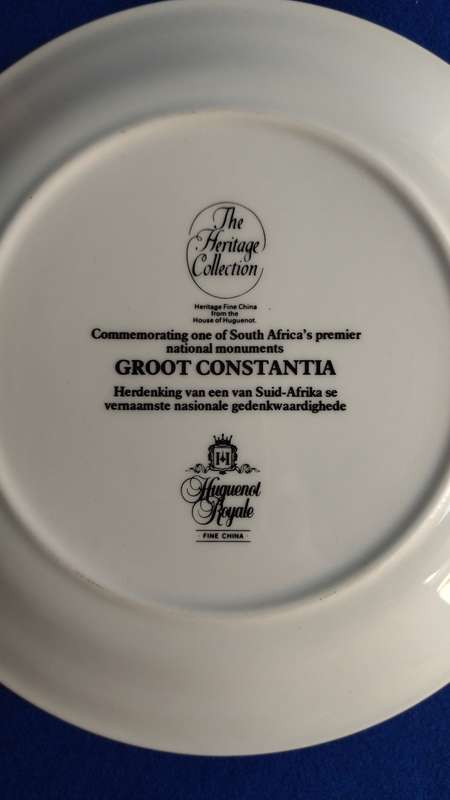 The
Heritage
Collection
Heritage Fine China
from the
House of Huguenot.
Commemorating one of South Africa's premier
national monuments
GROOT CONSTANTIA
Herdenking van een van Suid-Afrika se
vernaamste nasionale gedenkwaardighede
H
Huguenot
Royale
FINE CHINA